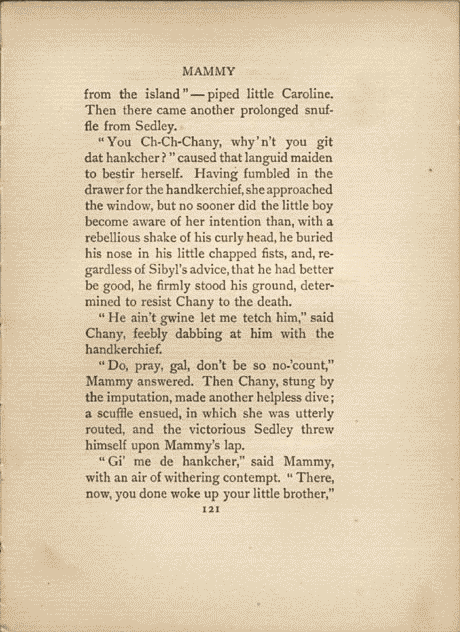 MAMMY
from the island"—piped little Caroline.
Then there came another prolonged snuf-
fle from Sedley.
"You Ch-Ch-Chany, why'n't you git
dat hankcher?" caused that languid maiden
to bestir herself. Having fumbled in the
drawer for the handkerchief, she approached
the window, but no sooner did the little boy
become aware of her intention than, with a
rebellious shake of his curly head, he buried
his nose in his little chapped fists, and, re-
gardless of Sibyl's advice, that he had better
be good, he firmly stood his ground, deter-
mined to resist Chany to the death.
"He ain't gwine let me tetch him," said
Chany, feebly dabbing at him with the
handkerchief.
"Do, pray, gal, don't be so no-'count,"
Mammy answered. Then Chany, stung by
the imputation, made another helpless dive;
a scuffle ensued, in which she was utterly
routed, and the victorious Sedley threw
himself upon Mammy's lap.
"Gi' me de hankcher," said Mammy,
with an air of withering contempt. "There,
now, you done woke up your little brother,"
121